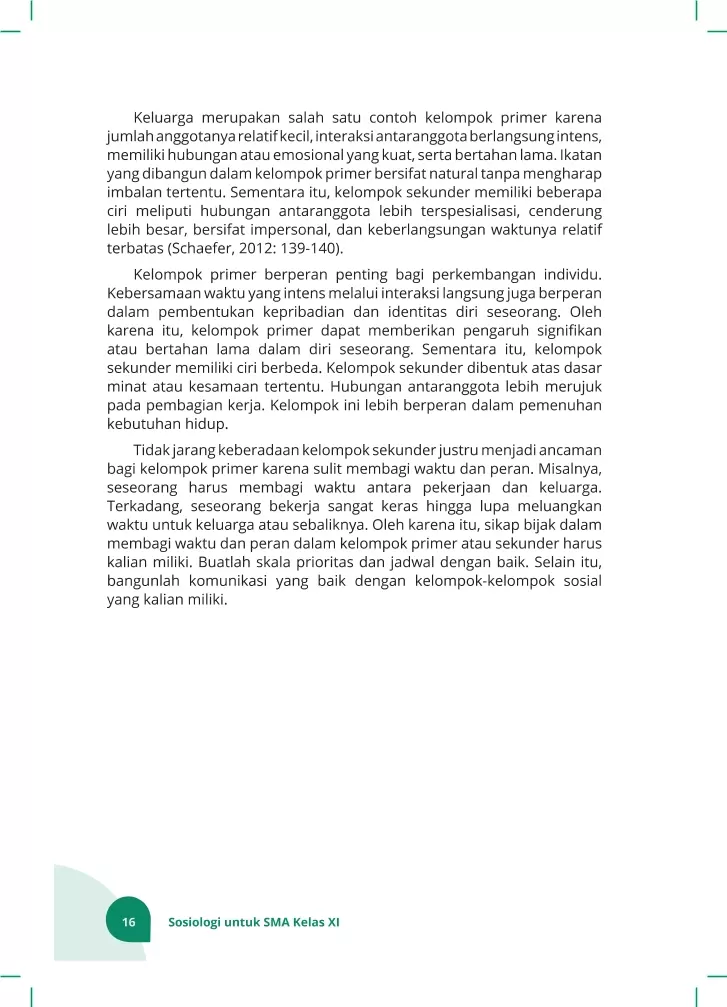 Keluarga merupakan salah satu contoh kelompok primer karena
jumlah anggotanya relatif kecil, interaksi antaranggota berlangsung intens,
memiliki hubungan atau emosional yang kuat, serta bertahan lama. Ikatan
yang dibangun dalam kelompok primer bersifat natural tanpa mengharap
imbalan tertentu. Sementara itu, kelompok sekunder memiliki beberapa
ciri meliputi hubungan antaranggota lebih terspesialisasi, cenderung
lebih besar, bersifat impersonal, dan keberlangsungan waktunya relatif
terbatas (Schaefer, 2012: 139-140).
Kelompok primer berperan penting bagi perkembangan individu.
Kebersamaan waktu yang intens melalui interaksi langsung juga berperan
dalam pembentukan kepribadian dan identitas diri seseorang. Oleh
karena itu, kelompok primer dapat memberikan pengaruh signifikan
atau bertahan lama dalam diri seseorang. Sementara itu, kelompok
sekunder memiliki ciri berbeda. Kelompok sekunder dibentuk atas dasar
minat atau kesamaan tertentu. Hubungan antaranggota lebih merujuk
pada pembagian kerja. Kelompok ini lebih berperan dalam pemenuhan
kebutuhan hidup.
Tidak jarang keberadaan kelompok sekunder justru menjadi ancaman
bagi kelompok primer karena sulit membagi waktu dan peran. Misalnya,
seseorang harus membagi waktu antara pekerjaan dan keluarga.
Terkadang, seseorang bekerja sangat keras hingga lupa meluangkan
waktu untuk keluarga atau sebaliknya. Oleh karena itu, sikap bijak dalam
membagi waktu dan peran dalam kelompok primer atau sekunder harus
kalian miliki. Buatlah skala prioritas dan jadwal dengan baik. Selain itu,
bangunlah komunikasi yang baik dengan kelompok-kelompok sosial
yang kalian miliki.
16 Sosiologi untuk SMA Kelas XI